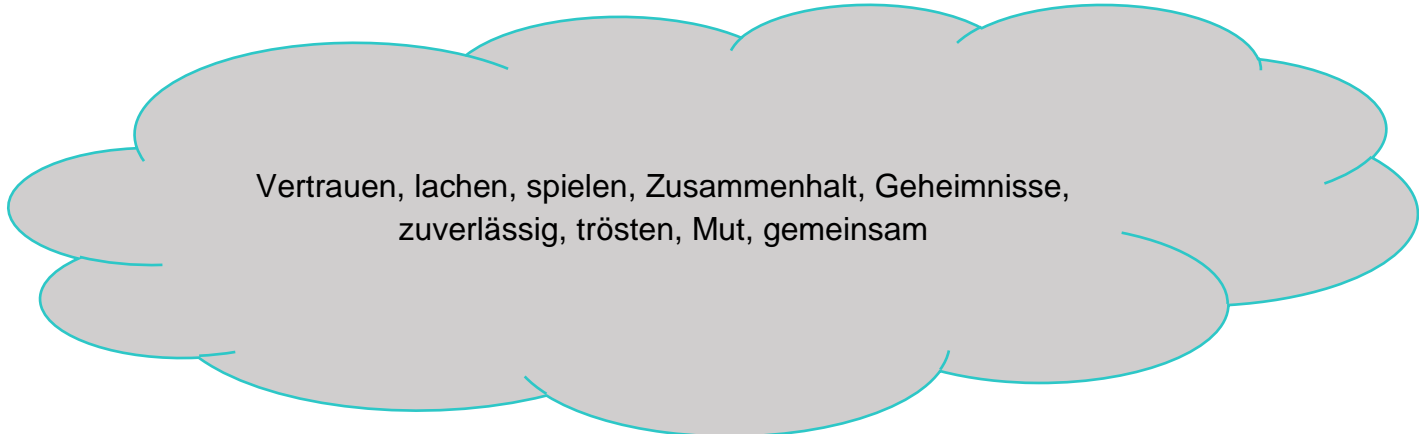 Vertrauen, lachen, spielen, Zusammenhalt, Geheimnisse,
zuverlässig, trösten, Mut, gemeinsam